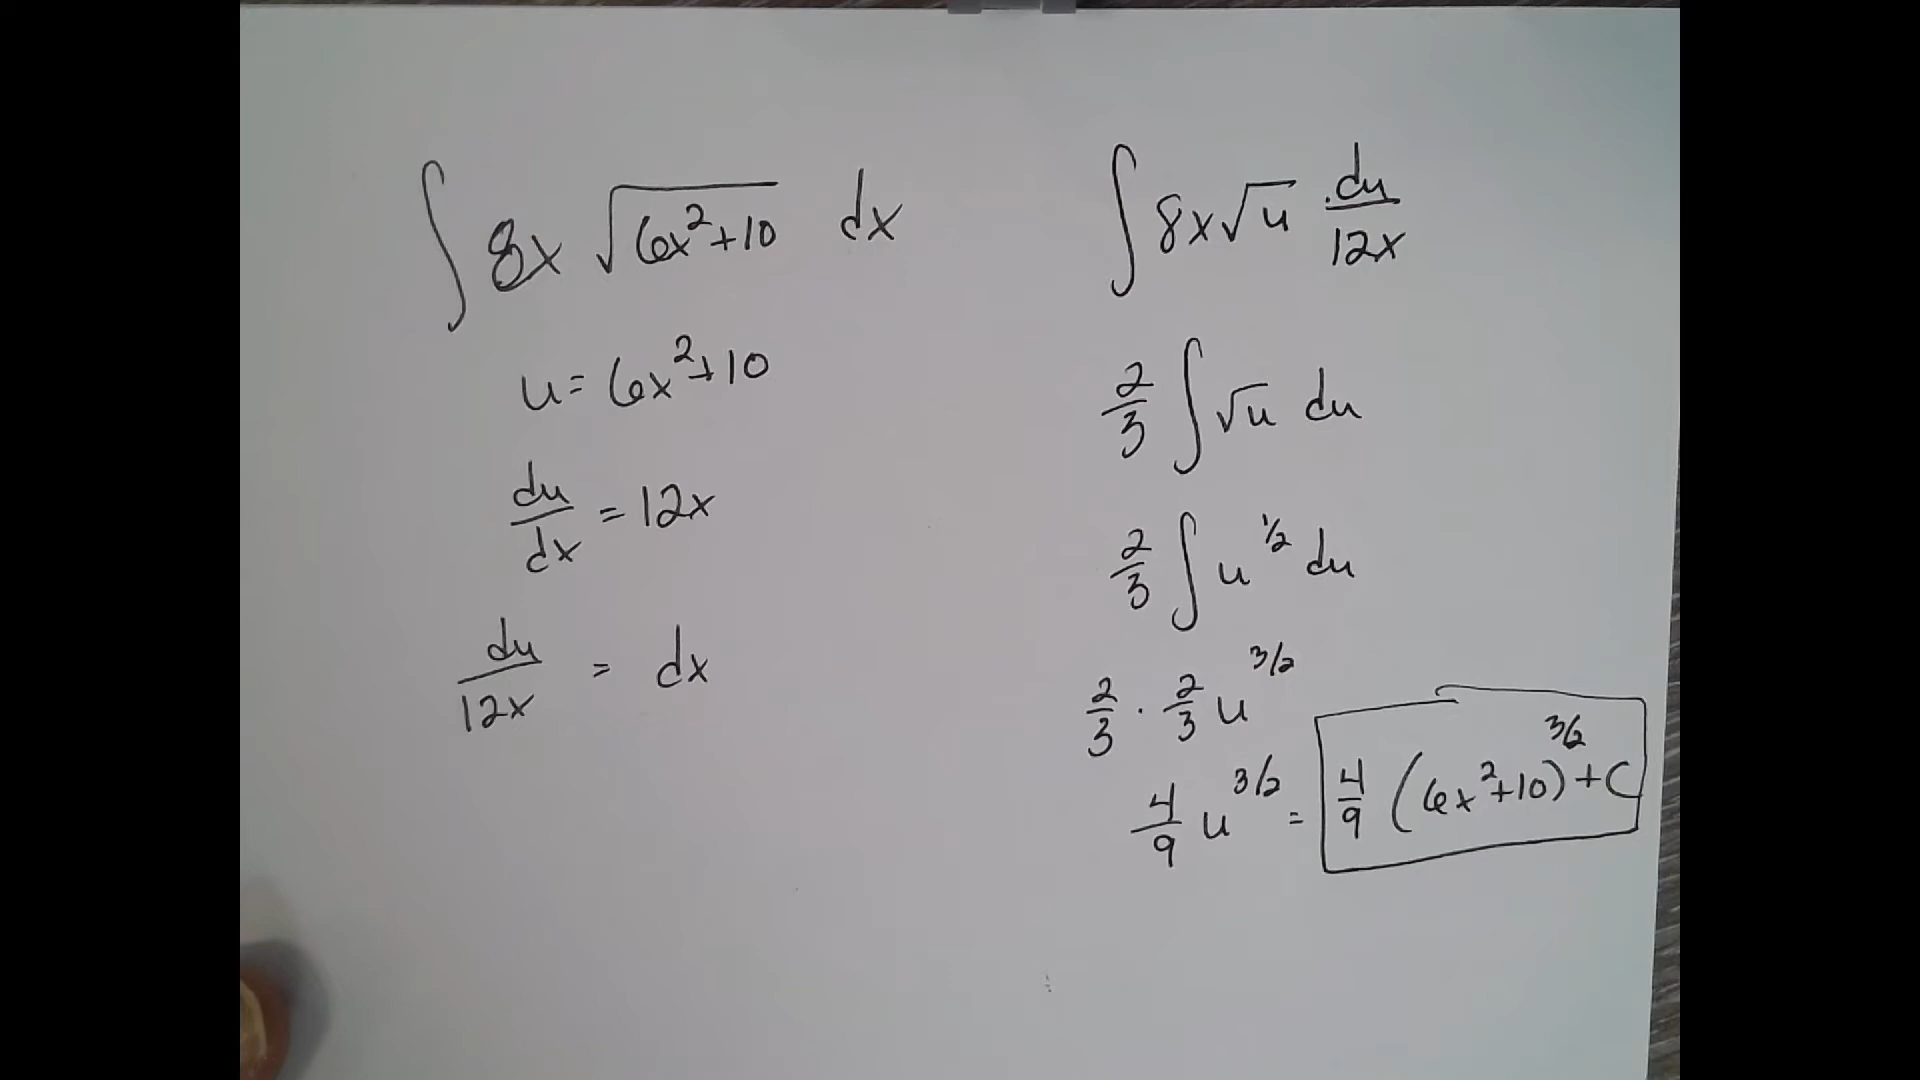 ∫ 8x √(6x²+10) dx
u = 6x²+10
du/dx = 12x
du/12x = dx
∫ 8x √u · du/12x
2/3 ∫ √u du
2/3 ∫ u^(1/2) du
2/3 · 2/3 u^(3/2)
4/9 u^(3/2) = 4/9 (6x²+10)^(3/2) + C